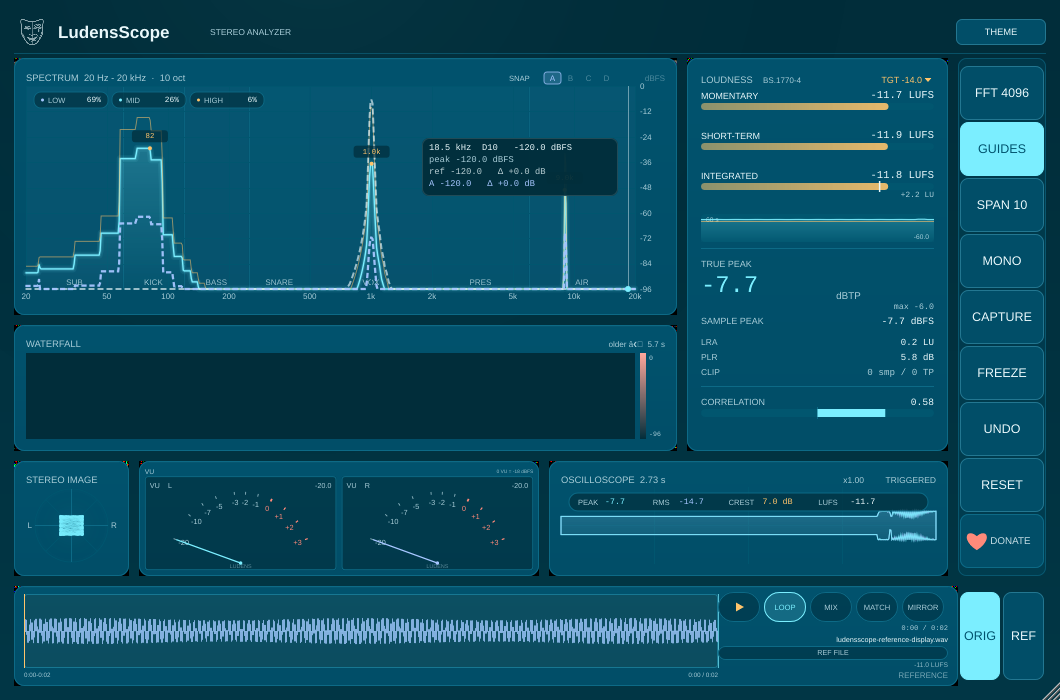 LudensScope
STEREO ANALYZER
THEME
SPECTRUM 20 Hz - 20 kHz · 10 oct
SNAP A B C D dBFS
LOW 69% MID 26% HIGH 6%
82
1.0k
18.5 kHz D10 -120.0 dBFS
peak -120.0 dBFS
ref -120.0 Δ +0.0 dB
A -120.0 Δ +0.0 dB
0
-12
-24
-36
-48
-60
-72
-84
-96
SUB KICK BASS SNARE PRES AIR
20 50 100 200 500 1k 2k 5k 10k 20k
LOUDNESS BS.1770-4 TGT -14.0
MOMENTARY -11.7 LUFS
SHORT-TERM -11.9 LUFS
INTEGRATED -11.8 LUFS
+2.2 LU
-60.0
TRUE PEAK
-7.7 dBTP
max -6.0
SAMPLE PEAK -7.7 dBFS
LRA 0.2 LU
PLR 5.8 dB
CLIP 0 smp / 0 TP
CORRELATION 0.58
FFT 4096
GUIDES
SPAN 10
MONO
CAPTURE
FREEZE
UNDO
RESET
DONATE
WATERFALL
older 5.7 s
0
-96
STEREO IMAGE
L R
VU
0 VU = -18 dBFS
VU L -20.0
-20 -10 -7 -5 -3 -2 -1 0 +1 +2 +3
LUDENS
VU R -20.0
-20 -10 -7 -5 -3 -2 -1 0 +1 +2 +3
LUDENS
OSCILLOSCOPE 2.73 s x1.00 TRIGGERED
PEAK -7.7 RMS -14.7 CREST 7.0 dB LUFS -11.7
0:00-0:02 0:00 / 0:02
LOOP MIX MATCH MIRROR
0:00 / 0:02
ludensscope-reference-display.wav
REF FILE
-11.0 LUFS
REFERENCE
ORIG REF